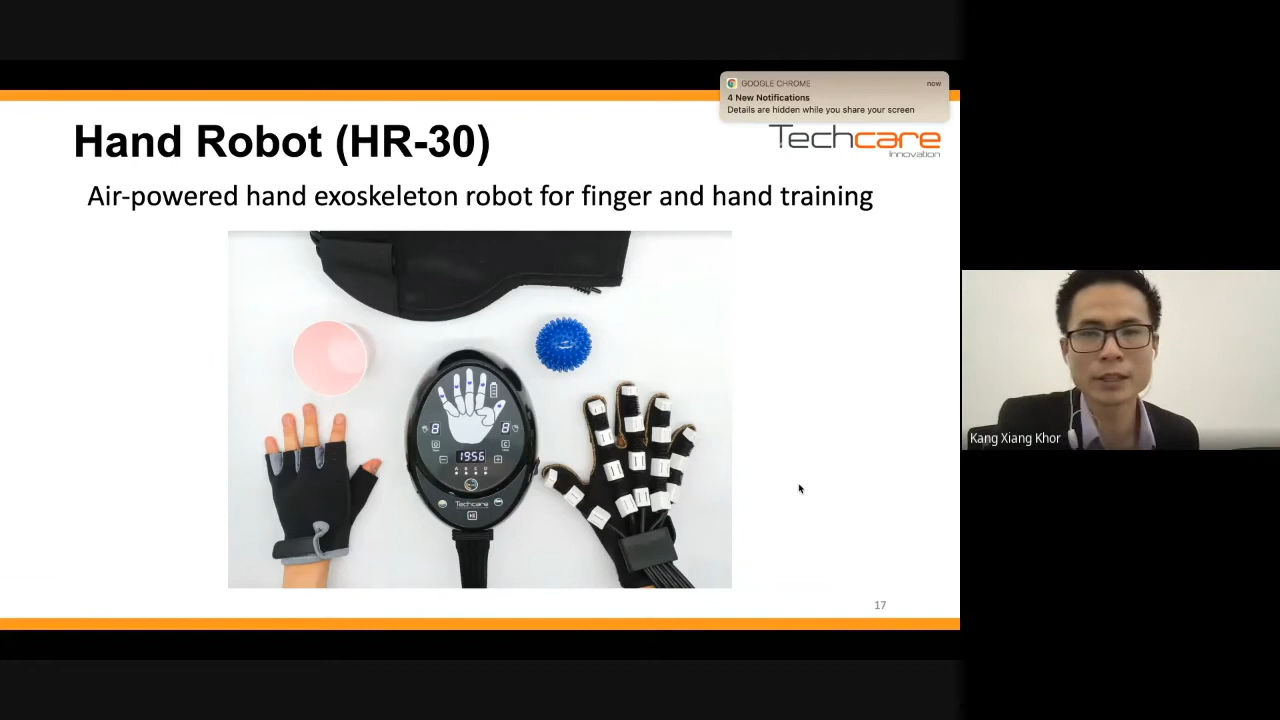 GOOGLE CHROME
now
4 New Notifications
Details are hidden while you share your screen
Hand Robot (HR-30)
Techcare
Innovation
Air-powered hand exoskeleton robot for finger and hand training
8
8
D
C
1956
A B C D
Techcare
Kang Xiang Khor
17